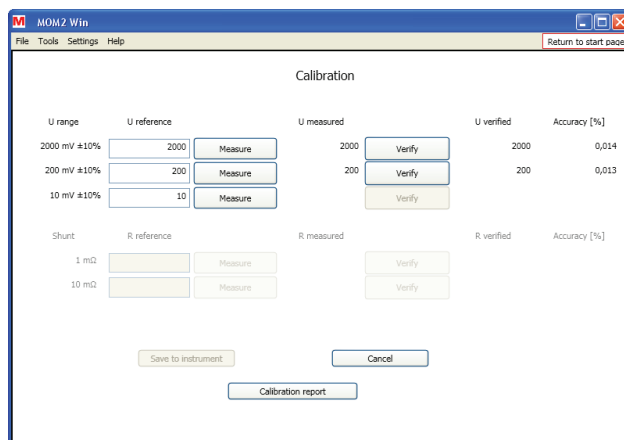 M MOM2 Win
File Tools Settings Help Return to start page
Calibration
U range U reference U measured U verified Accuracy [%]
2000 mV ±10% 2000 Measure 2000 Verify 2000 0,014
200 mV ±10% 200 Measure 200 Verify 200 0,013
10 mV ±10% 10 Measure Verify
Shunt R reference R measured R verified Accuracy [%]
1 mΩ Measure Verify
10 mΩ Measure Verify
Save to instrument Cancel
Calibration report